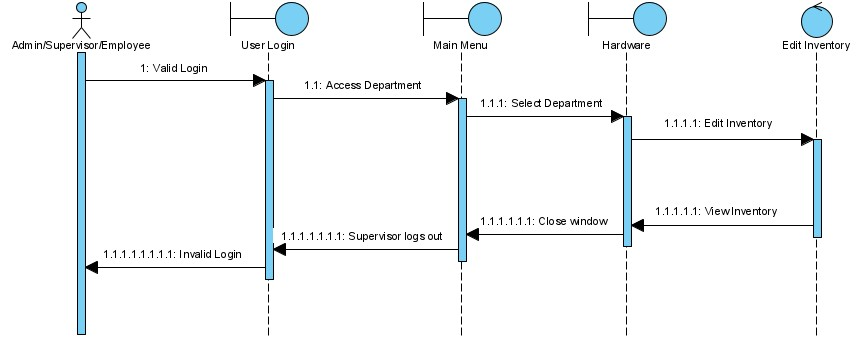 Admin/Supervisor/Employee
User Login
Main Menu
Hardware
Edit Inventory
1: Valid Login
1.1: Access Department
1.1.1: Select Department
1.1.1.1: Edit Inventory
1.1.1.1.1: View Inventory
1.1.1.1.1.1: Close window
1.1.1.1.1.1.1: Supervisor logs out
1.1.1.1.1.1.1.1: Invalid Login